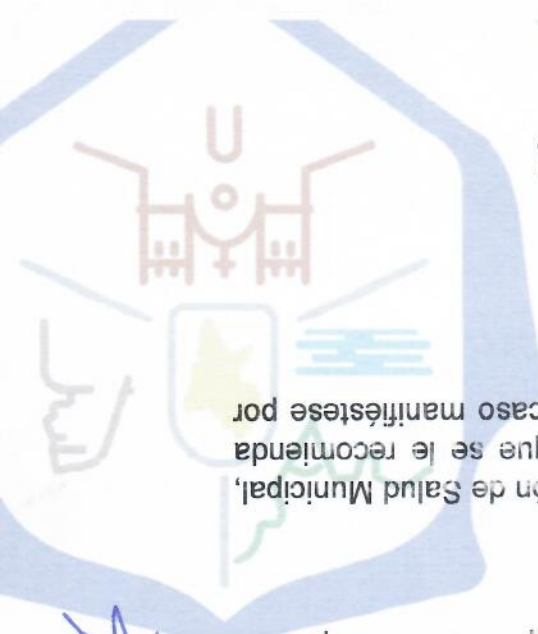 ón de Salud Municipal,
que se le recomienda
caso manifiéstese por